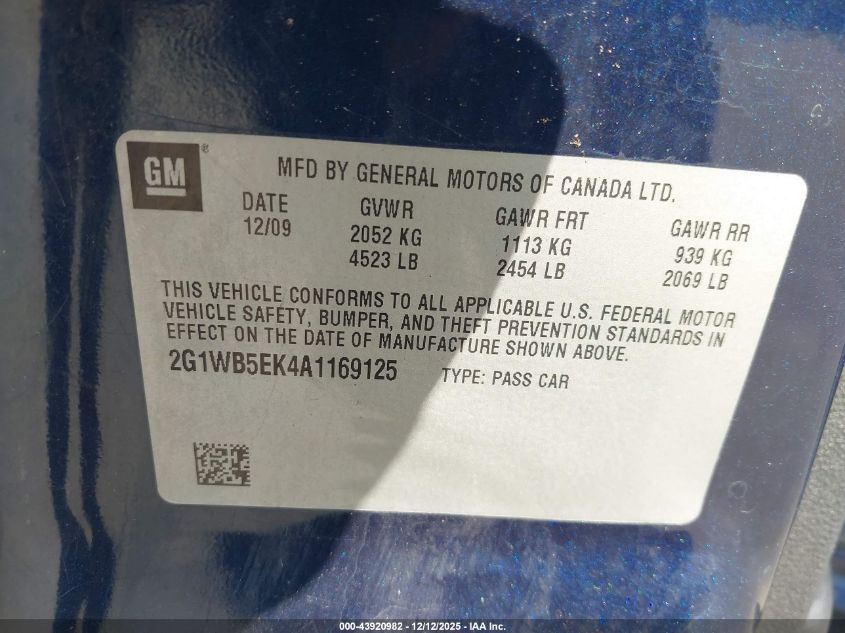 GM ®
MFD BY GENERAL MOTORS OF CANADA LTD.
DATE GVWR GAWR FRT GAWR RR
12/09 2052 KG 1113 KG 939 KG
4523 LB 2454 LB 2069 LB
THIS VEHICLE CONFORMS TO ALL APPLICABLE U.S. FEDERAL MOTOR
VEHICLE SAFETY, BUMPER, AND THEFT PREVENTION STANDARDS IN
EFFECT ON THE DATE OF MANUFACTURE SHOWN ABOVE.
2G1WB5EK4A1169125 TYPE: PASS CAR
000-43920982 - 12/12/2025 - IAA Inc.